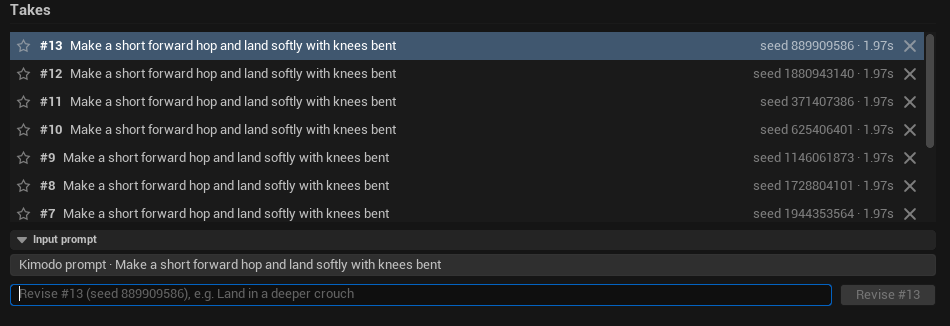 Takes
#13 Make a short forward hop and land softly with knees bent seed 889909586 · 1.97s
#12 Make a short forward hop and land softly with knees bent seed 1880943140 · 1.97s
#11 Make a short forward hop and land softly with knees bent seed 371407386 · 1.97s
#10 Make a short forward hop and land softly with knees bent seed 625406401 · 1.97s
#9 Make a short forward hop and land softly with knees bent seed 1146061873 · 1.97s
#8 Make a short forward hop and land softly with knees bent seed 1728804101 · 1.97s
#7 Make a short forward hop and land softly with knees bent seed 1944353564 · 1.97s
Input prompt
Kimodo prompt · Make a short forward hop and land softly with knees bent
Revise #13 (seed 889909586), e.g. Land in a deeper crouch Revise #13